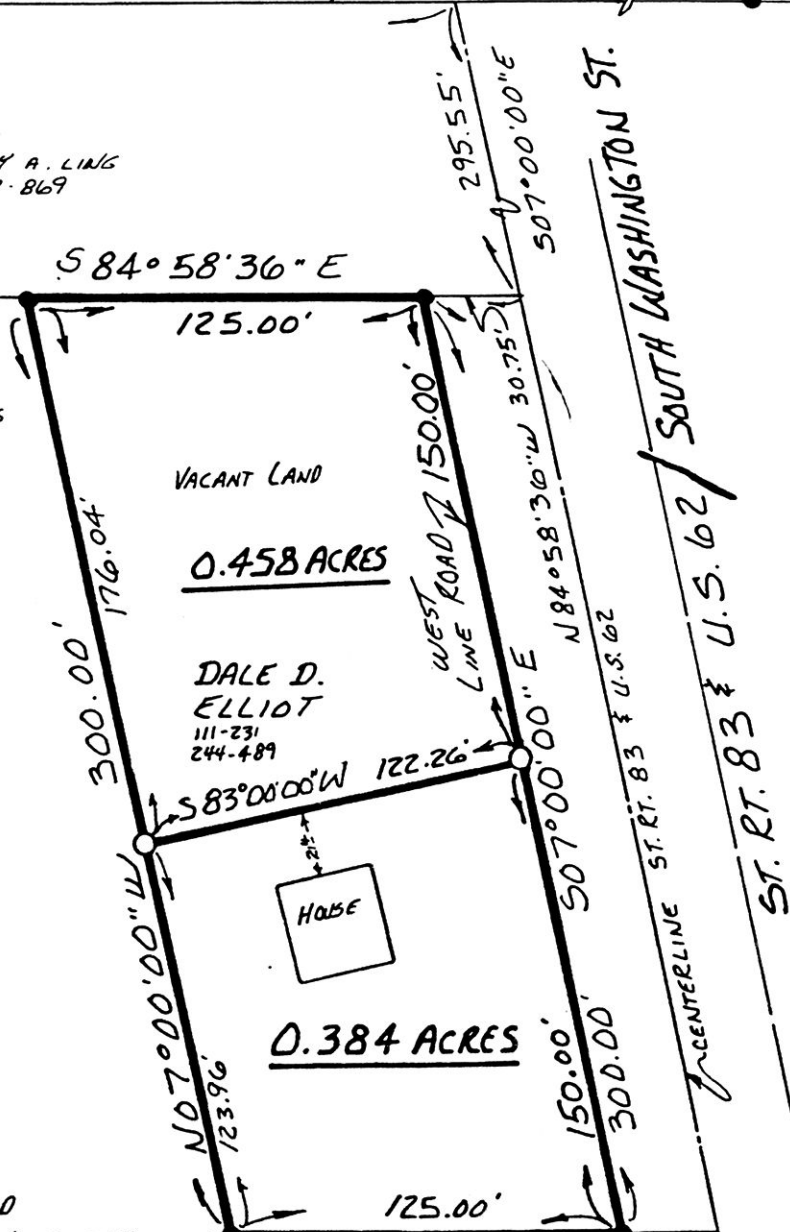 A. LING
869
295.55'
S07°00'00"E
S 84° 58' 36" E
125.00'
30.75'
N 84°58'36"W
WEST
LINE ROAD
150.00'
VACANT LAND
0.458 ACRES
176.04'
300.00'
DALE D.
ELLIOT
111-231
244-489
S 83°00'00"W 122.26'
21±
HOUSE
0.384 ACRES
N07°00'00"W
123.96'
S07°00'00"E
150.00'
300.00'
125.00'
CENTERLINE ST. RT. 83 & U.S. 62
ST. RT. 83 & U.S. 62 / SOUTH WASHINGTON ST.